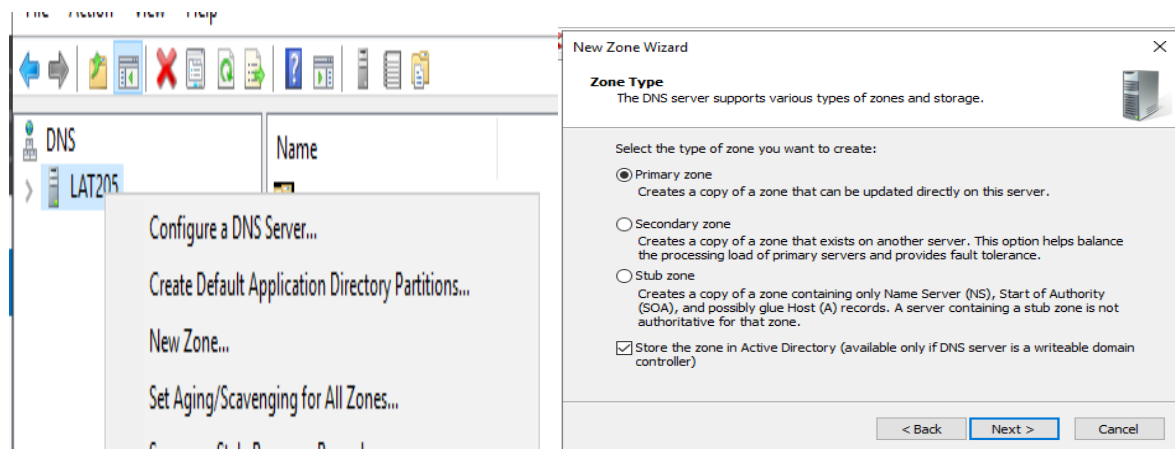 File Action View Help
DNS
LAT205
Name
Configure a DNS Server...
Create Default Application Directory Partitions...
New Zone...
Set Aging/Scavenging for All Zones...
New Zone Wizard
Zone Type
The DNS server supports various types of zones and storage.
Select the type of zone you want to create:
Primary zone
Creates a copy of a zone that can be updated directly on this server.
Secondary zone
Creates a copy of a zone that exists on another server. This option helps balance
the processing load of primary servers and provides fault tolerance.
Stub zone
Creates a copy of a zone containing only Name Server (NS), Start of Authority
(SOA), and possibly glue Host (A) records. A server containing a stub zone is not
authoritative for that zone.
Store the zone in Active Directory (available only if DNS server is a writeable domain
controller)
< Back Next > Cancel